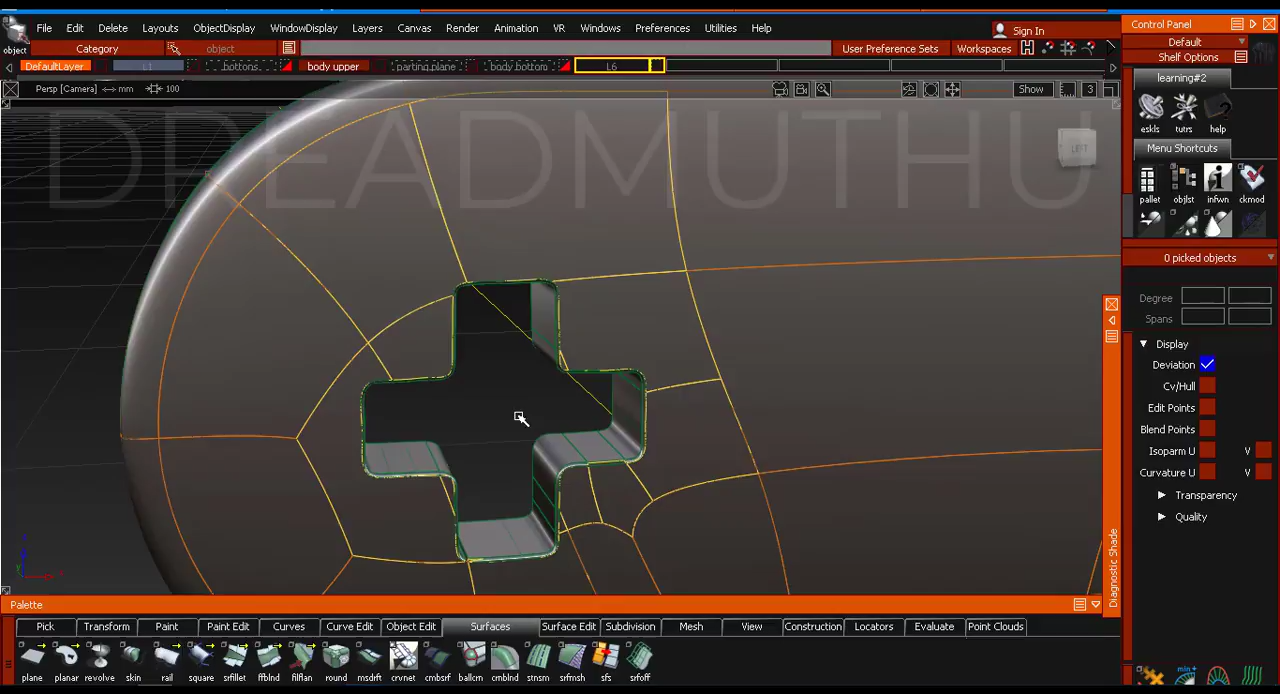 File Edit Delete Layouts ObjectDisplay WindowDisplay Layers Canvas Render Animation VR Windows Preferences Utilities Help
Sign In
Control Panel
object
Category
object
User Preference Sets
Workspaces
Default
Shelf Options
DefaultLayer
L1
bottons
body upper
parting plane
body bottom
L6
Persp [Camera]
mm
100
Show
3
learning#2
DREADMUTHU
LEFT
eskls tutrs help
Menu Shortcuts
pallet objlst infwn ckmod
0 picked objects
Degree
Spans
Display
Deviation
Cv/Hull
Edit Points
Blend Points
Isoparm U V
Curvature U V
Transparency
Quality
Diagnostic Shade
Palette
Pick Transform Paint Paint Edit Curves Curve Edit Object Edit Surfaces Surface Edit Subdivision Mesh View Construction Locators Evaluate Point Clouds
plane planar revolve skin rail square srfillet ffblnd filflan round msdrft crvnet cmbsrf ballcrn cmblnd stnsrn srfmsh sfs srfoff